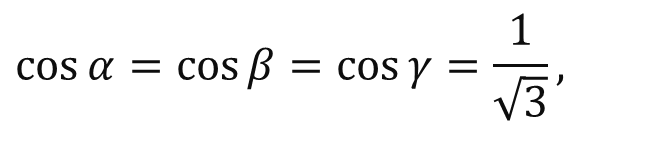 cos α = cos β = cos γ = 1/√3,